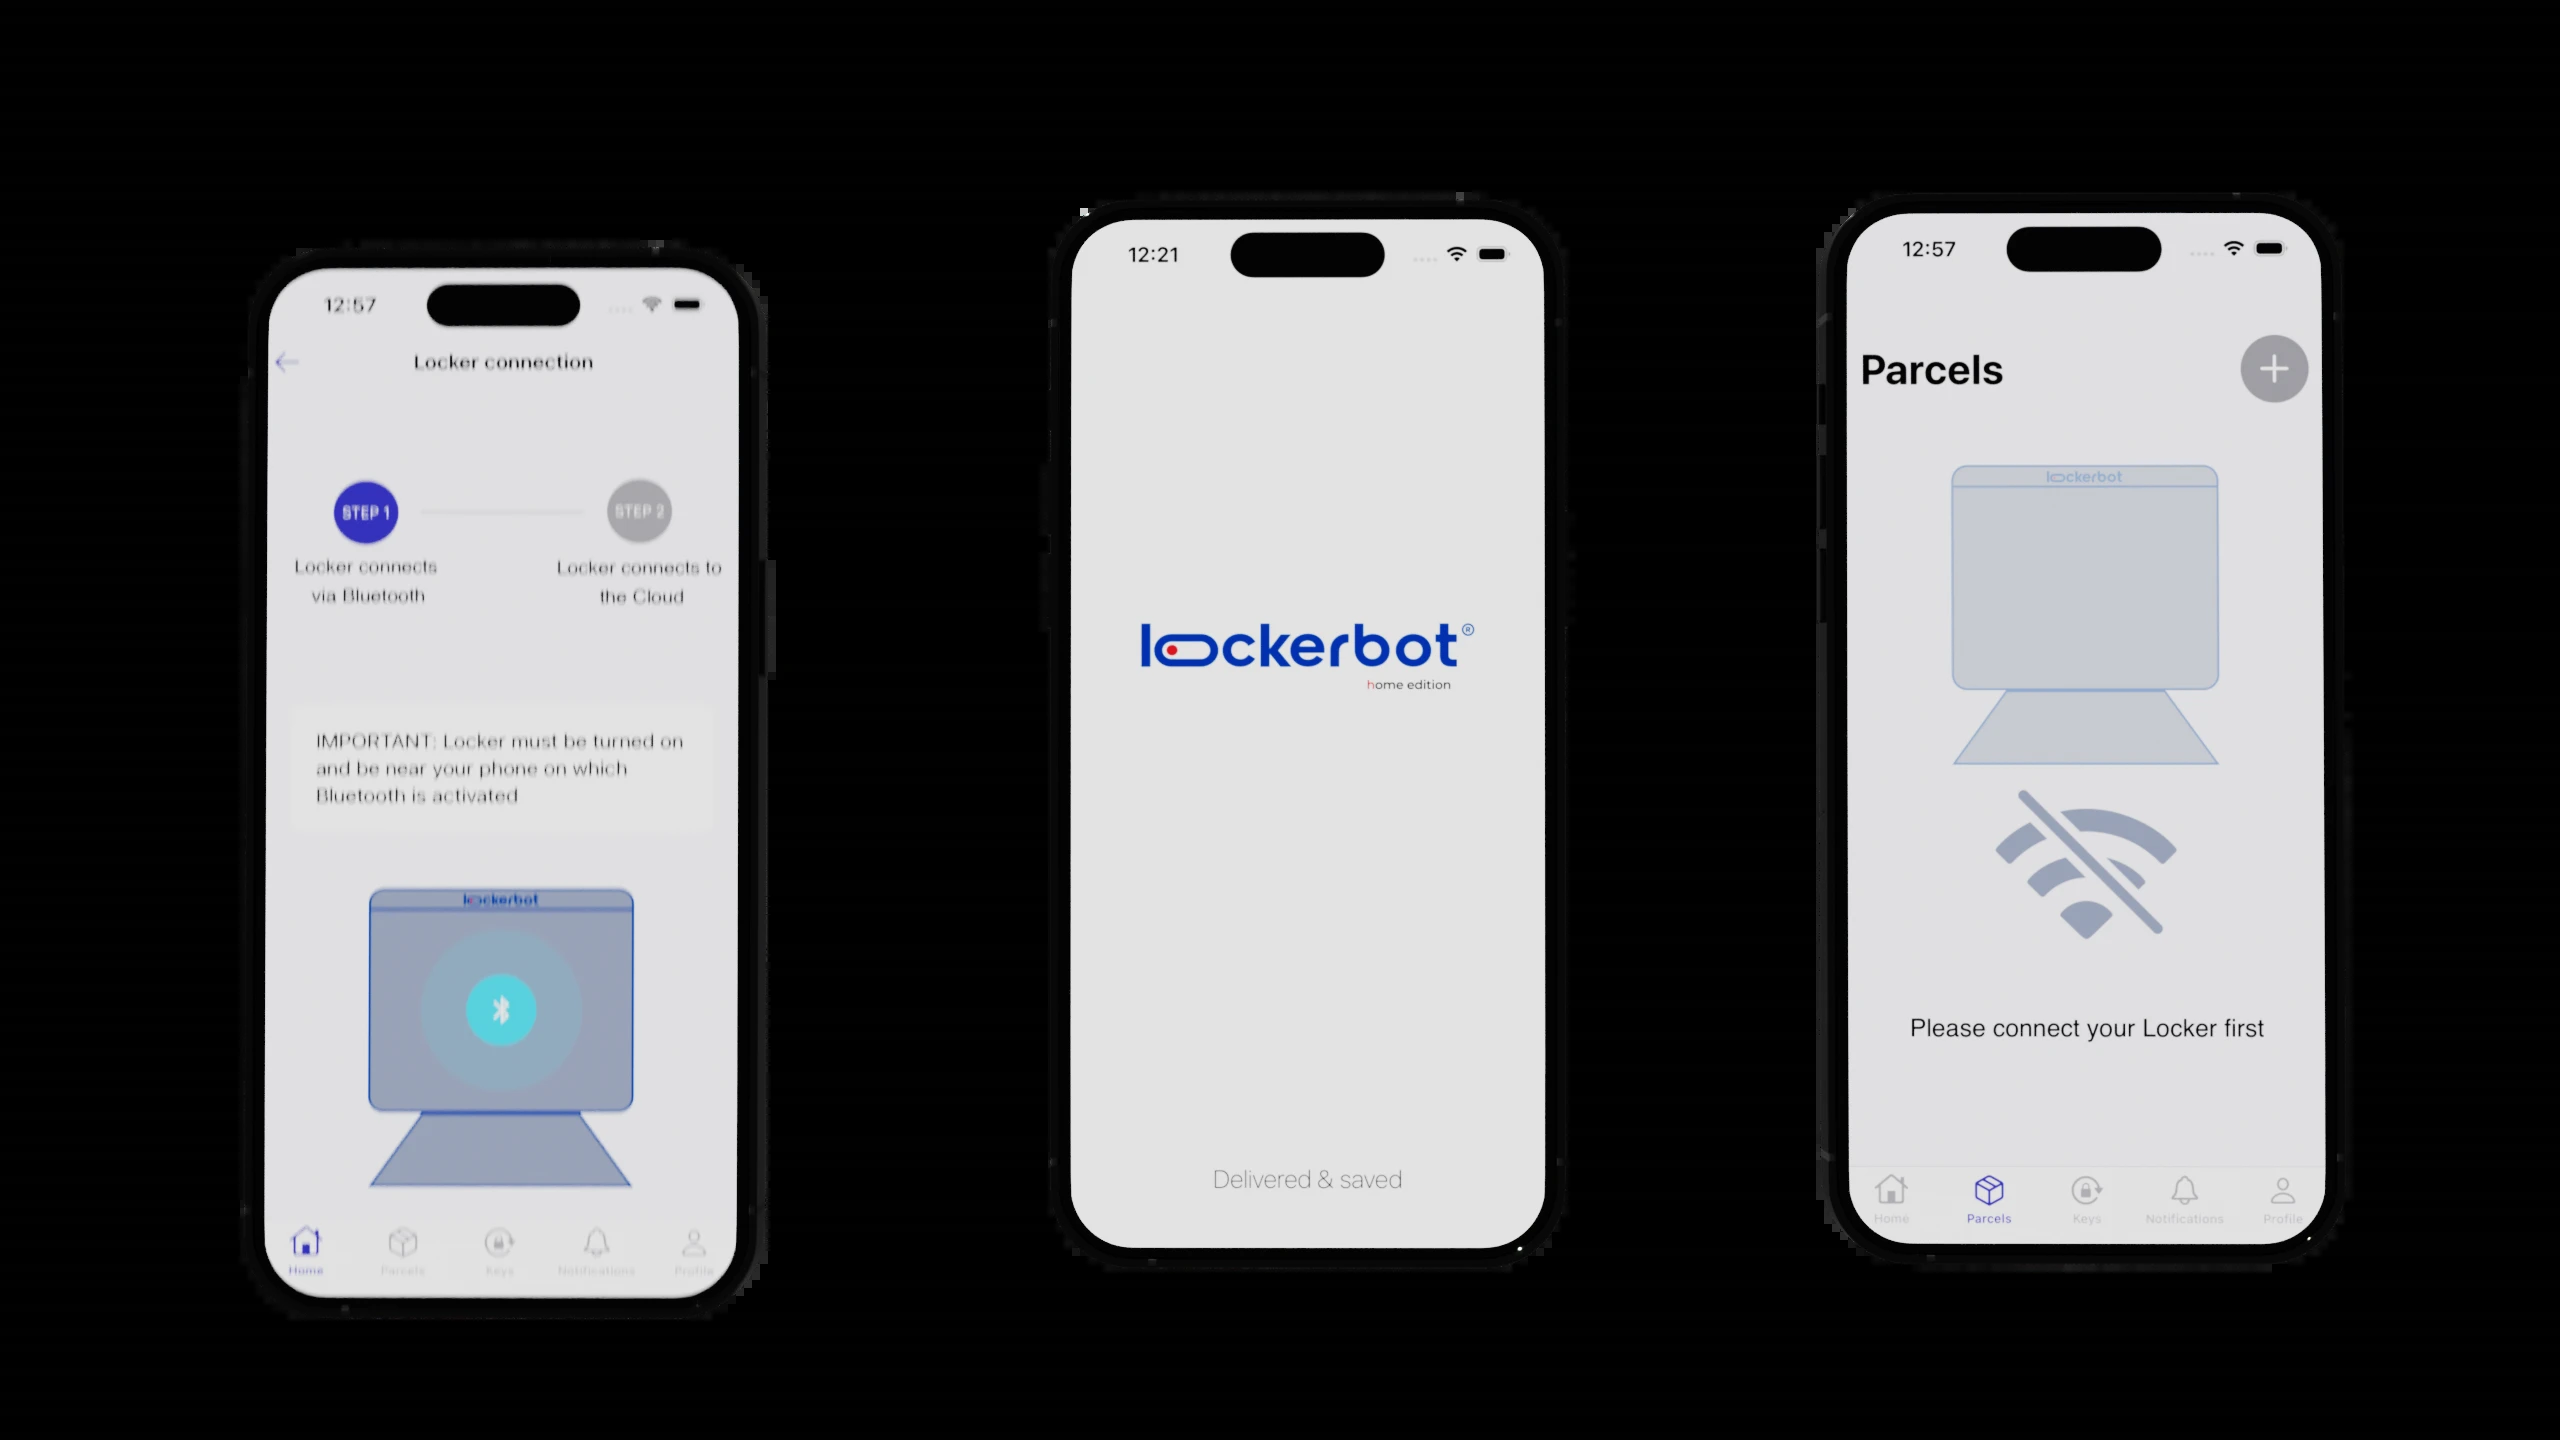 12:57
Locker connection
STEP 1
STEP 2
Locker connects
via Bluetooth
Locker connects to
the Cloud
IMPORTANT: Locker must be turned on
and be near your phone on which
Bluetooth is activated
lockerbot
Home
Parcels
Keys
Notifications
Profile
12:21
lockerbot®
home edition
Delivered & saved
12:57
Parcels
lockerbot
Please connect your Locker first
Home
Parcels
Keys
Notifications
Profile